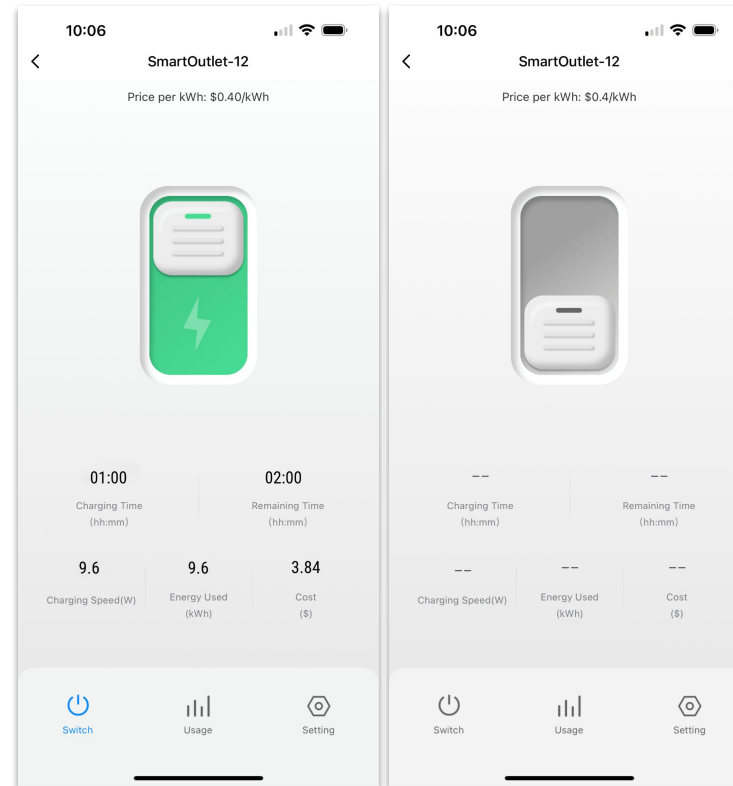 10:06
SmartOutlet-12
Price per kWh: $0.40/kWh
01:00
02:00
Charging Time
(hh:mm)
Remaining Time
(hh:mm)
9.6
9.6
3.84
Charging Speed(W)
Energy Used
(kWh)
Cost
($)
Switch
Usage
Setting
10:06
SmartOutlet-12
Price per kWh: $0.4/kWh
--
--
Charging Time
(hh:mm)
Remaining Time
(hh:mm)
--
--
--
Charging Speed(W)
Energy Used
(kWh)
Cost
($)
Switch
Usage
Setting